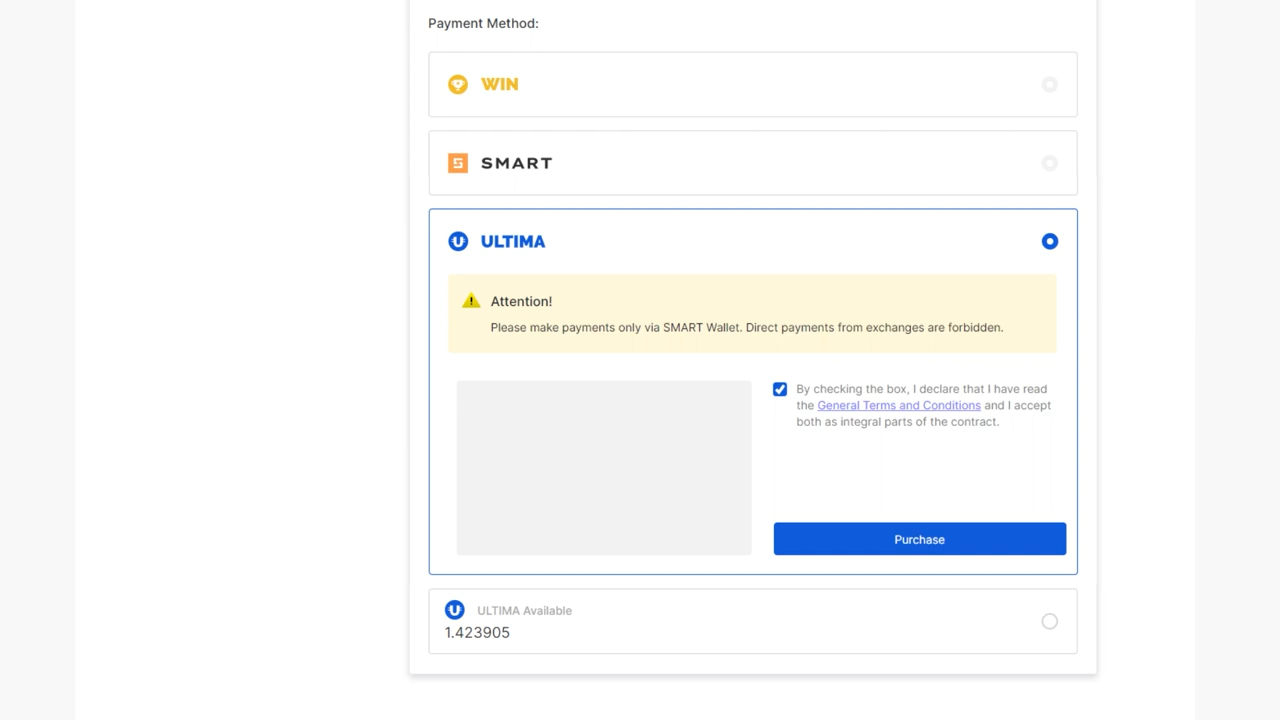 Payment Method:
WIN
SMART
ULTIMA
Attention!
Please make payments only via SMART Wallet. Direct payments from exchanges are forbidden.
By checking the box, I declare that I have read
the General Terms and Conditions and I accept
both as integral parts of the contract.
Purchase
ULTIMA Available
1.423905